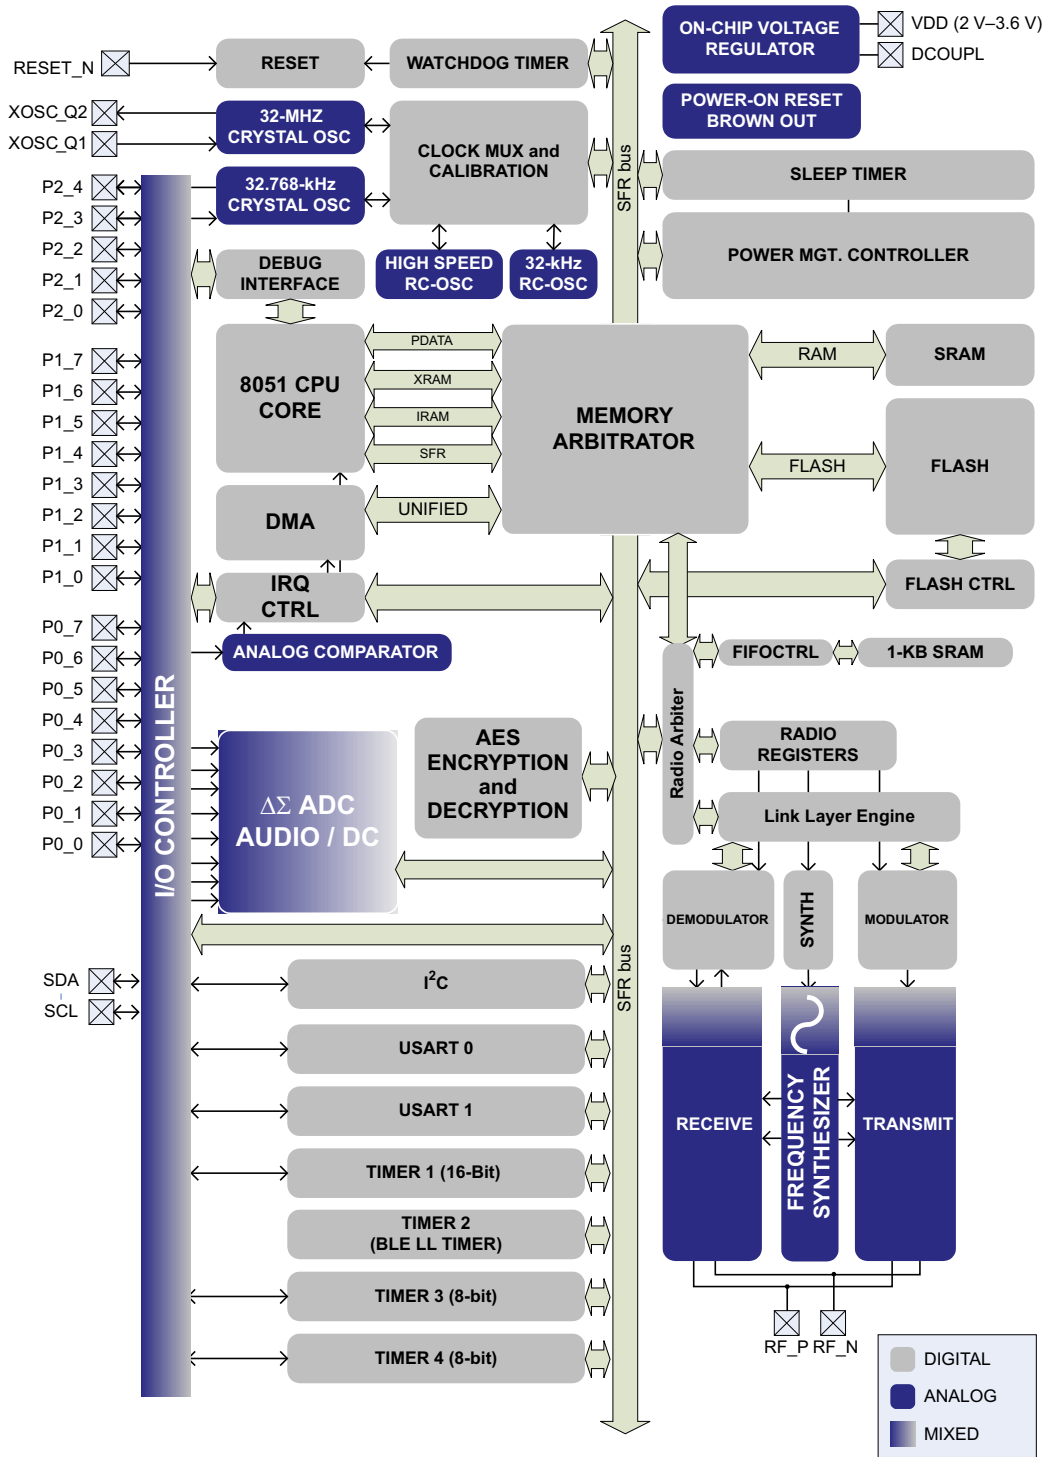 RESET_N
XOSC_Q2
XOSC_Q1
P2_4
P2_3
P2_2
P2_1
P2_0
P1_7
P1_6
P1_5
P1_4
P1_3
P1_2
P1_1
P1_0
P0_7
P0_6
P0_5
P0_4
P0_3
P0_2
P0_1
P0_0
SDA
SCL
I/O CONTROLLER
RESET
WATCHDOG TIMER
32-MHZ
CRYSTAL OSC
32.768-kHz
CRYSTAL OSC
CLOCK MUX and
CALIBRATION
HIGH SPEED
RC-OSC
32-kHz
RC-OSC
DEBUG
INTERFACE
8051 CPU
CORE
PDATA
XRAM
IRAM
SFR
DMA
UNIFIED
IRQ
CTRL
ANALOG COMPARATOR
MEMORY
ARBITRATOR
ΔΣ ADC
AUDIO / DC
AES
ENCRYPTION
and
DECRYPTION
I²C
USART 0
USART 1
TIMER 1 (16-Bit)
TIMER 2
(BLE LL TIMER)
TIMER 3 (8-bit)
TIMER 4 (8-bit)
SFR bus
SFR bus
ON-CHIP VOLTAGE
REGULATOR
VDD (2 V–3.6 V)
DCOUPL
POWER-ON RESET
BROWN OUT
SLEEP TIMER
POWER MGT. CONTROLLER
RAM
SRAM
FLASH
FLASH
FLASH CTRL
FIFOCTRL
1-KB SRAM
Radio Arbiter
RADIO
REGISTERS
Link Layer Engine
DEMODULATOR
SYNTH
MODULATOR
RECEIVE
FREQUENCY
SYNTHESIZER
TRANSMIT
RF_P
RF_N
DIGITAL
ANALOG
MIXED